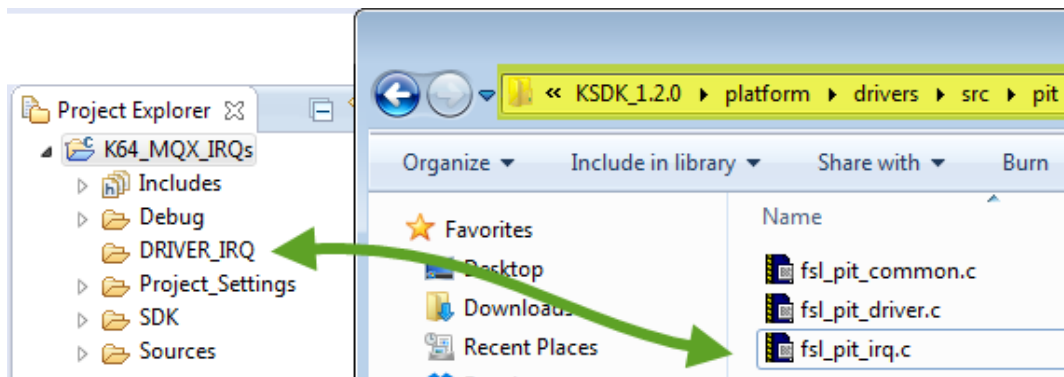 Project Explorer
K64_MQX_IRQs
Includes
Debug
DRIVER_IRQ
Project_Settings
SDK
Sources
« KSDK_1.2.0 platform drivers src pit
Organize Include in library Share with Burn
Favorites
Desktop
Recent Places
Name
fsl_pit_common.c
fsl_pit_driver.c
fsl_pit_irq.c